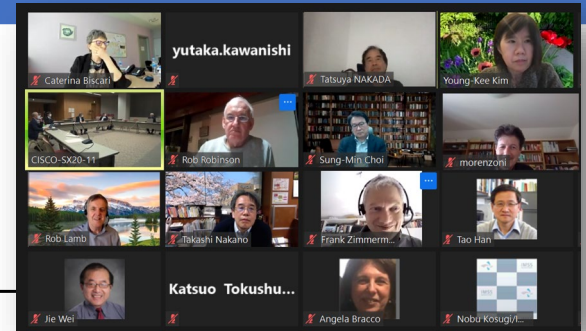 Caterina Biscari
yutaka.kawanishi
Tatsuya NAKADA
Young-Kee Kim
CISCO-SX20-11
Rob Robinson
Sung-Min Choi
morenzoni
Rob Lamb
Takashi Nakano
Frank Zimmerm...
Tao Han
Jie Wei
Katsuo Tokushu...
Angela Bracco
Nobu Kosugi/I...